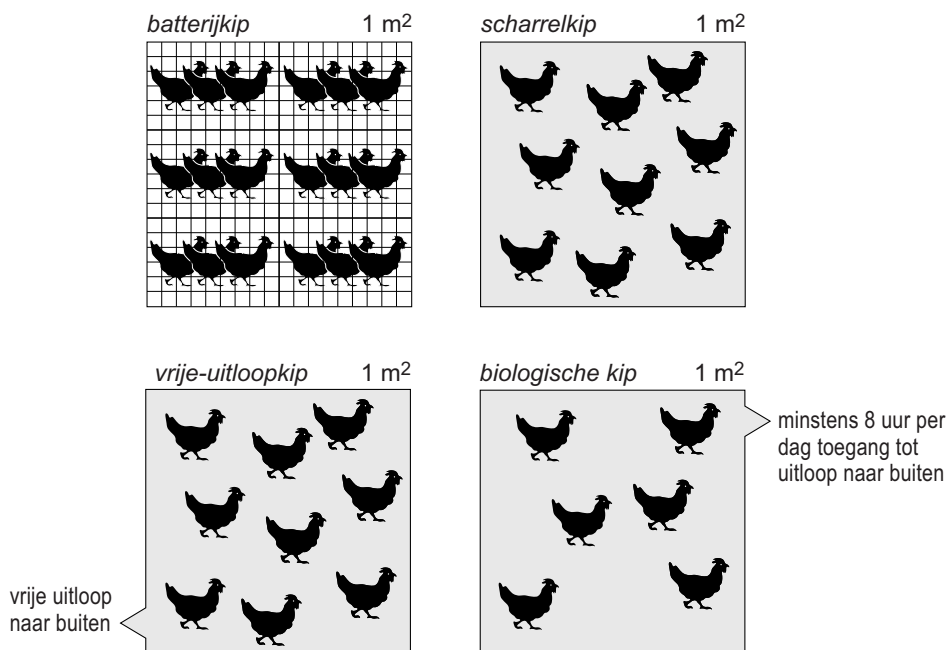 batterijkip 1 m²
scharrelkip 1 m²
vrije-uitloopkip 1 m²
biologische kip 1 m²
minstens 8 uur per
dag toegang tot
uitloop naar buiten
vrije uitloop
naar buiten